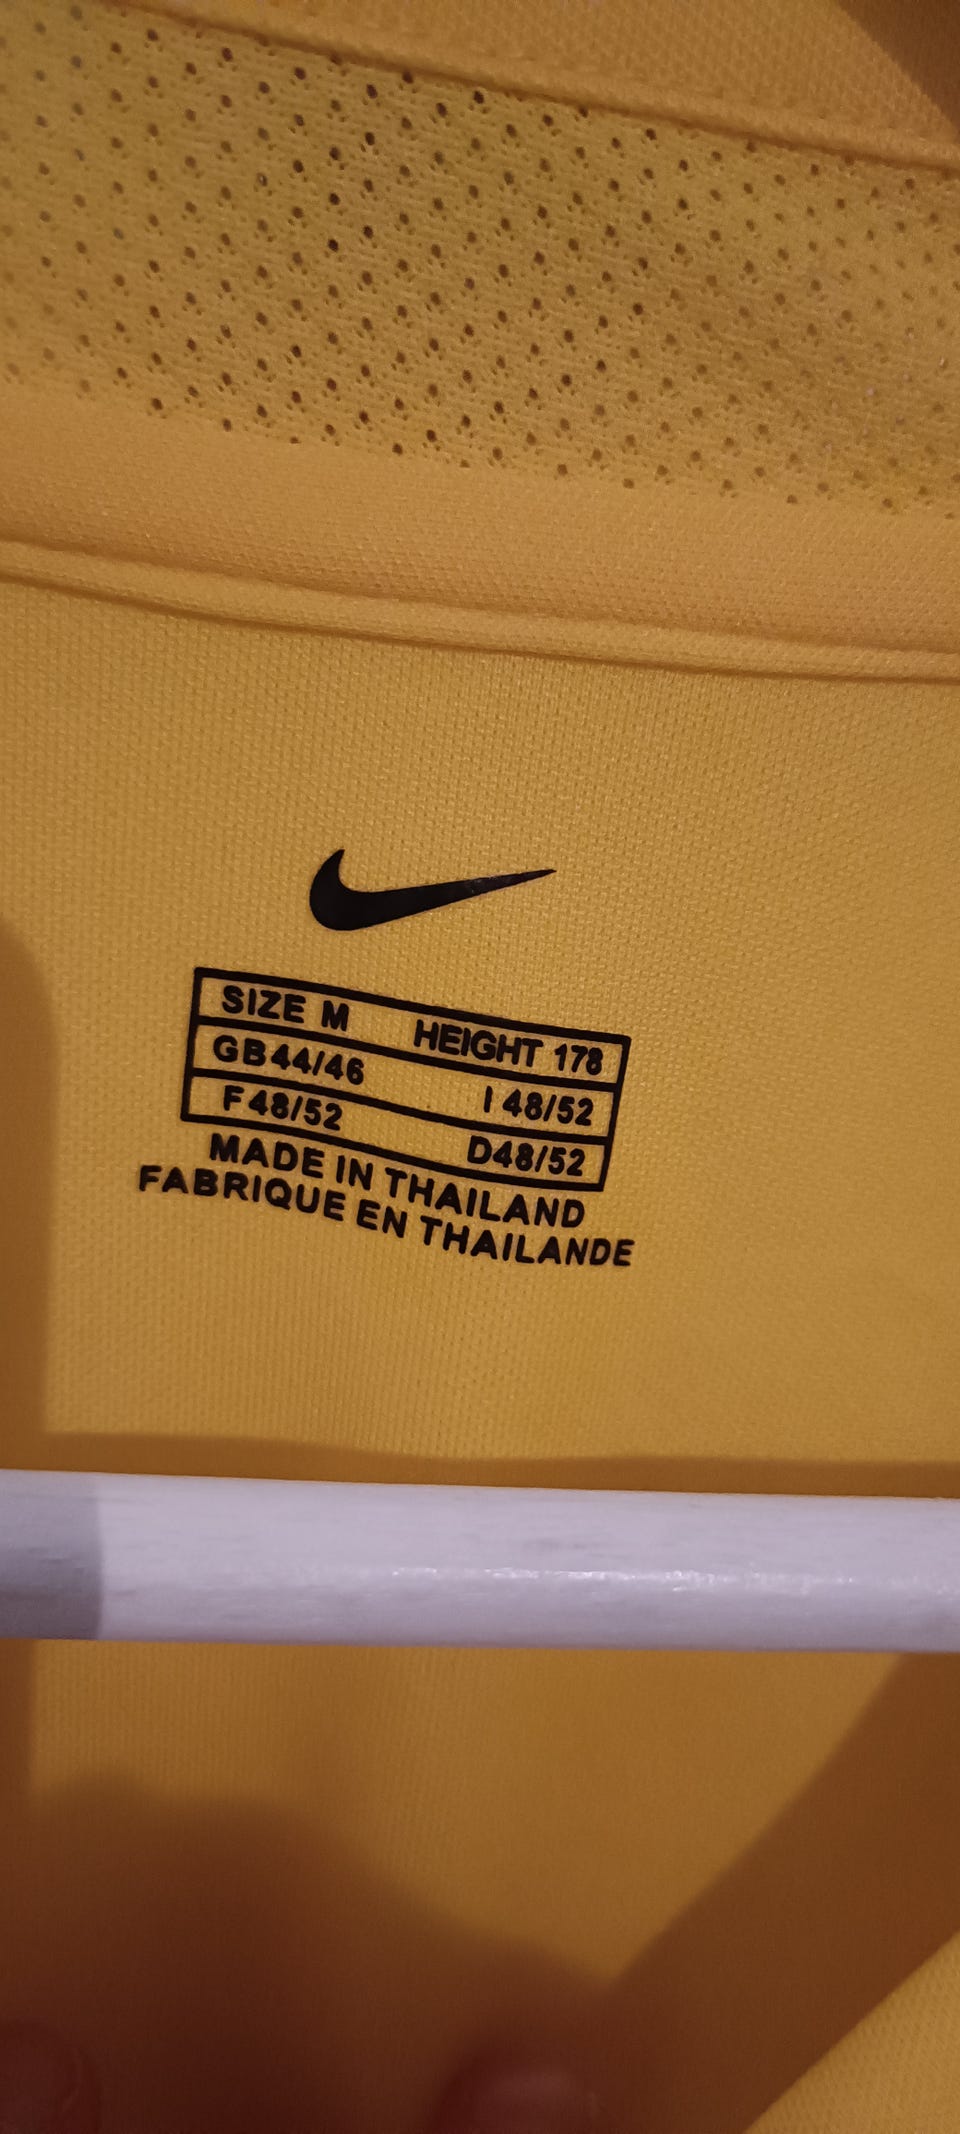 SIZE M HEIGHT 178
GB44/46 I 48/52
F48/52 D48/52
MADE IN THAILAND
FABRIQUE EN THAILANDE